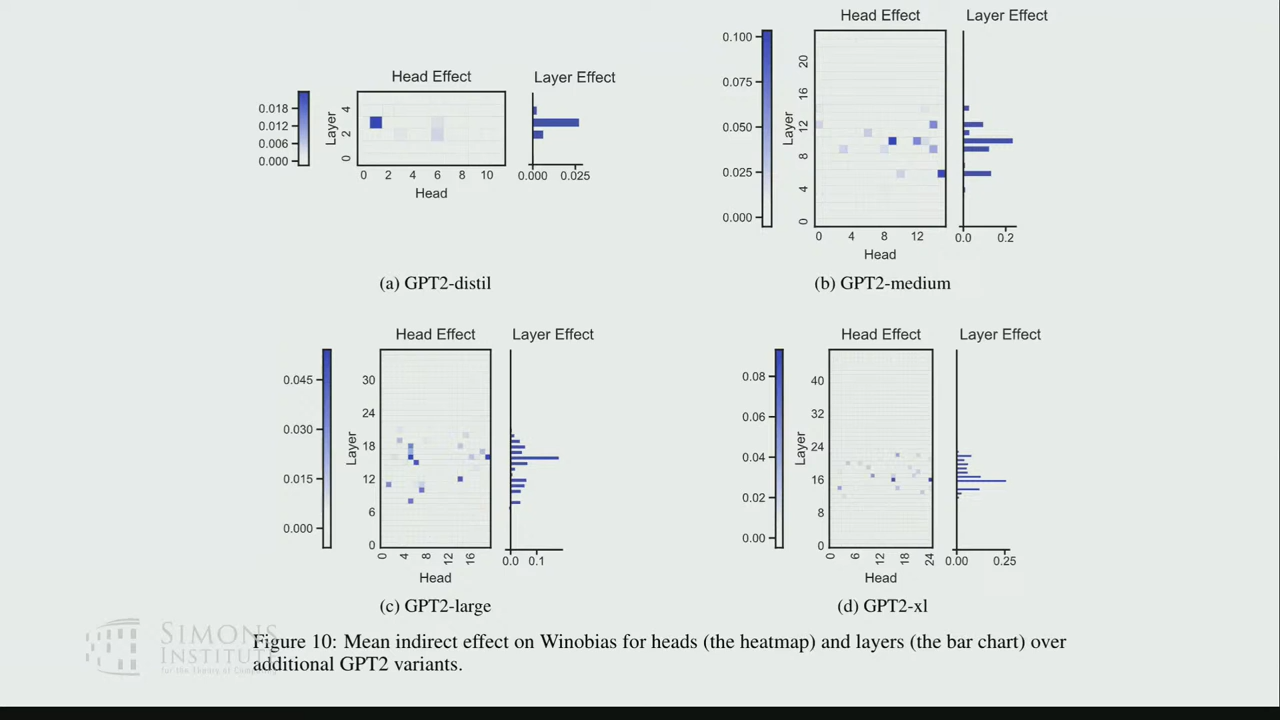 Head Effect
Layer Effect
0.018
0.012
0.006
0.000
Layer
4
2
0
0 2 4 6 8 10
Head
0.000 0.025
(a) GPT2-distil
Head Effect
Layer Effect
0.100
0.075
0.050
0.025
0.000
Layer
20
16
12
8
4
0
0 4 8 12
Head
0.0 0.2
(b) GPT2-medium
Head Effect
Layer Effect
0.045
0.030
0.015
0.000
Layer
30
24
18
12
6
0
0 4 8 12 16
Head
0.0 0.1
(c) GPT2-large
Head Effect
Layer Effect
0.08
0.06
0.04
0.02
0.00
Layer
40
32
24
16
8
0
0 6 12 18 24
Head
0.00 0.25
(d) GPT2-xl
Figure 10: Mean indirect effect on Winobias for heads (the heatmap) and layers (the bar chart) over
additional GPT2 variants.
SIMONS
INSTITUTE
for the Theory of Computing